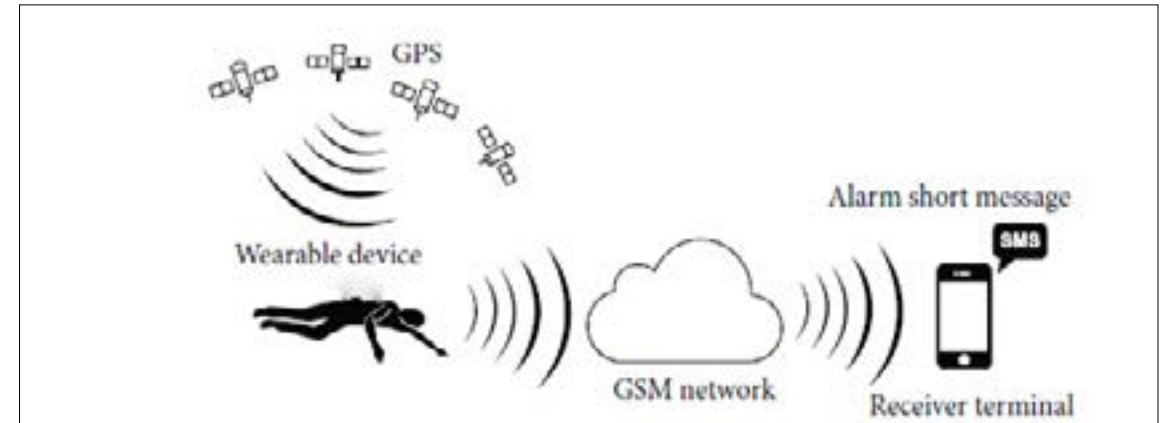 GPS
Alarm short message
SMS
Wearable device
GSM network
Receiver terminal